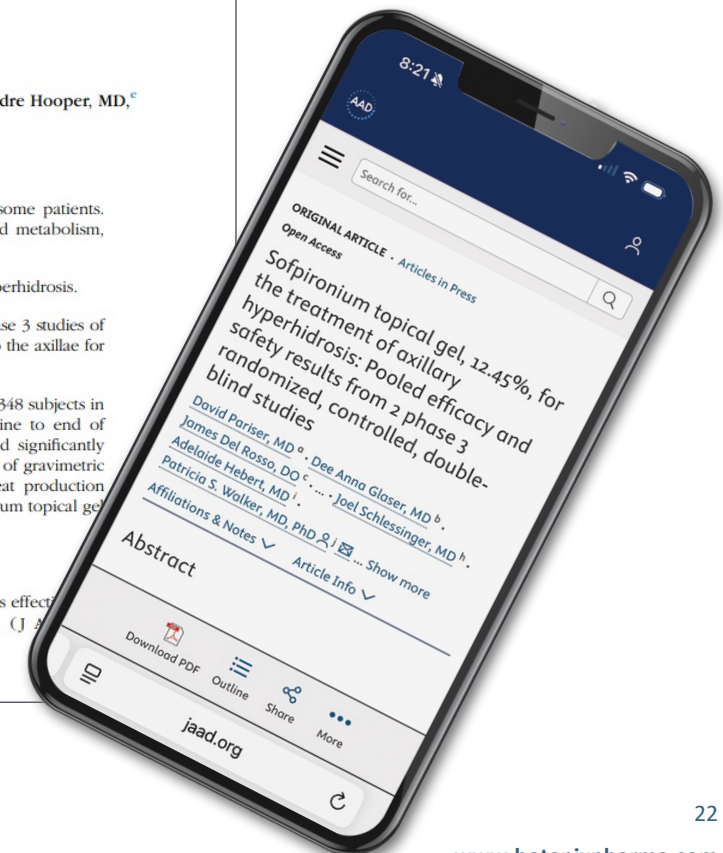 dre Hooper, MD,e
some patients.
d metabolism,
perhidrosis.
se 3 studies of
the axillae for
348 subjects in
ine to end of
d significantly
of gravimetric
eat production
um topical gel
s effecti
(J A
8:21
AAD
Search for...
ORIGINAL ARTICLE · Articles in Press
Open Access
Sofpironium topical gel, 12.45%, for
the treatment of axillary
hyperhidrosis: Pooled efficacy and
safety results from 2 phase 3
randomized, controlled, double-
blind studies
David Pariser, MD a · Dee Anna Glaser, MD b ·
James Del Rosso, DO c · ... · Joel Schlessinger, MD h ·
Adelaide Hebert, MD i ·
Patricia S. Walker, MD, PhD j ... Show more
Affiliations & Notes Article Info
Abstract
Download PDF
Outline
Share
More
jaad.org
22